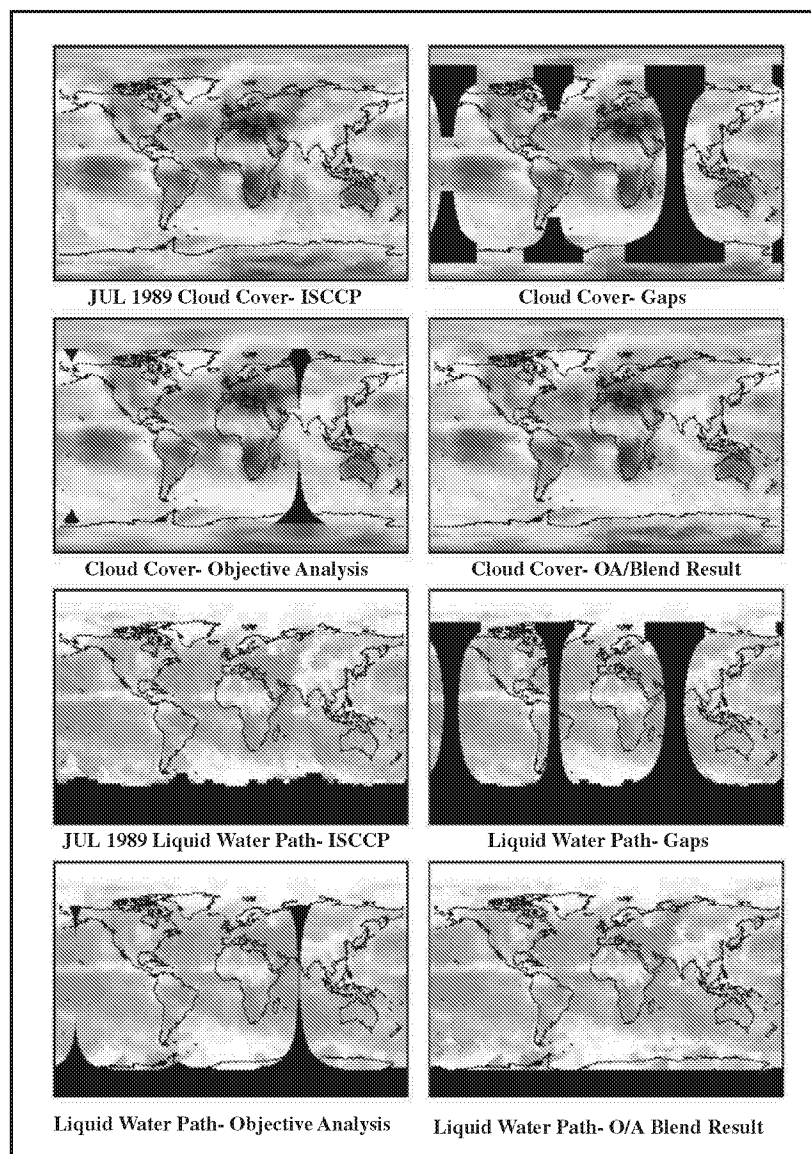 JUL 1989 Cloud Cover- ISCCP
Cloud Cover- Gaps
Cloud Cover- Objective Analysis
Cloud Cover- OA/Blend Result
JUL 1989 Liquid Water Path- ISCCP
Liquid Water Path- Gaps
Liquid Water Path- Objective Analysis
Liquid Water Path- O/A Blend Result